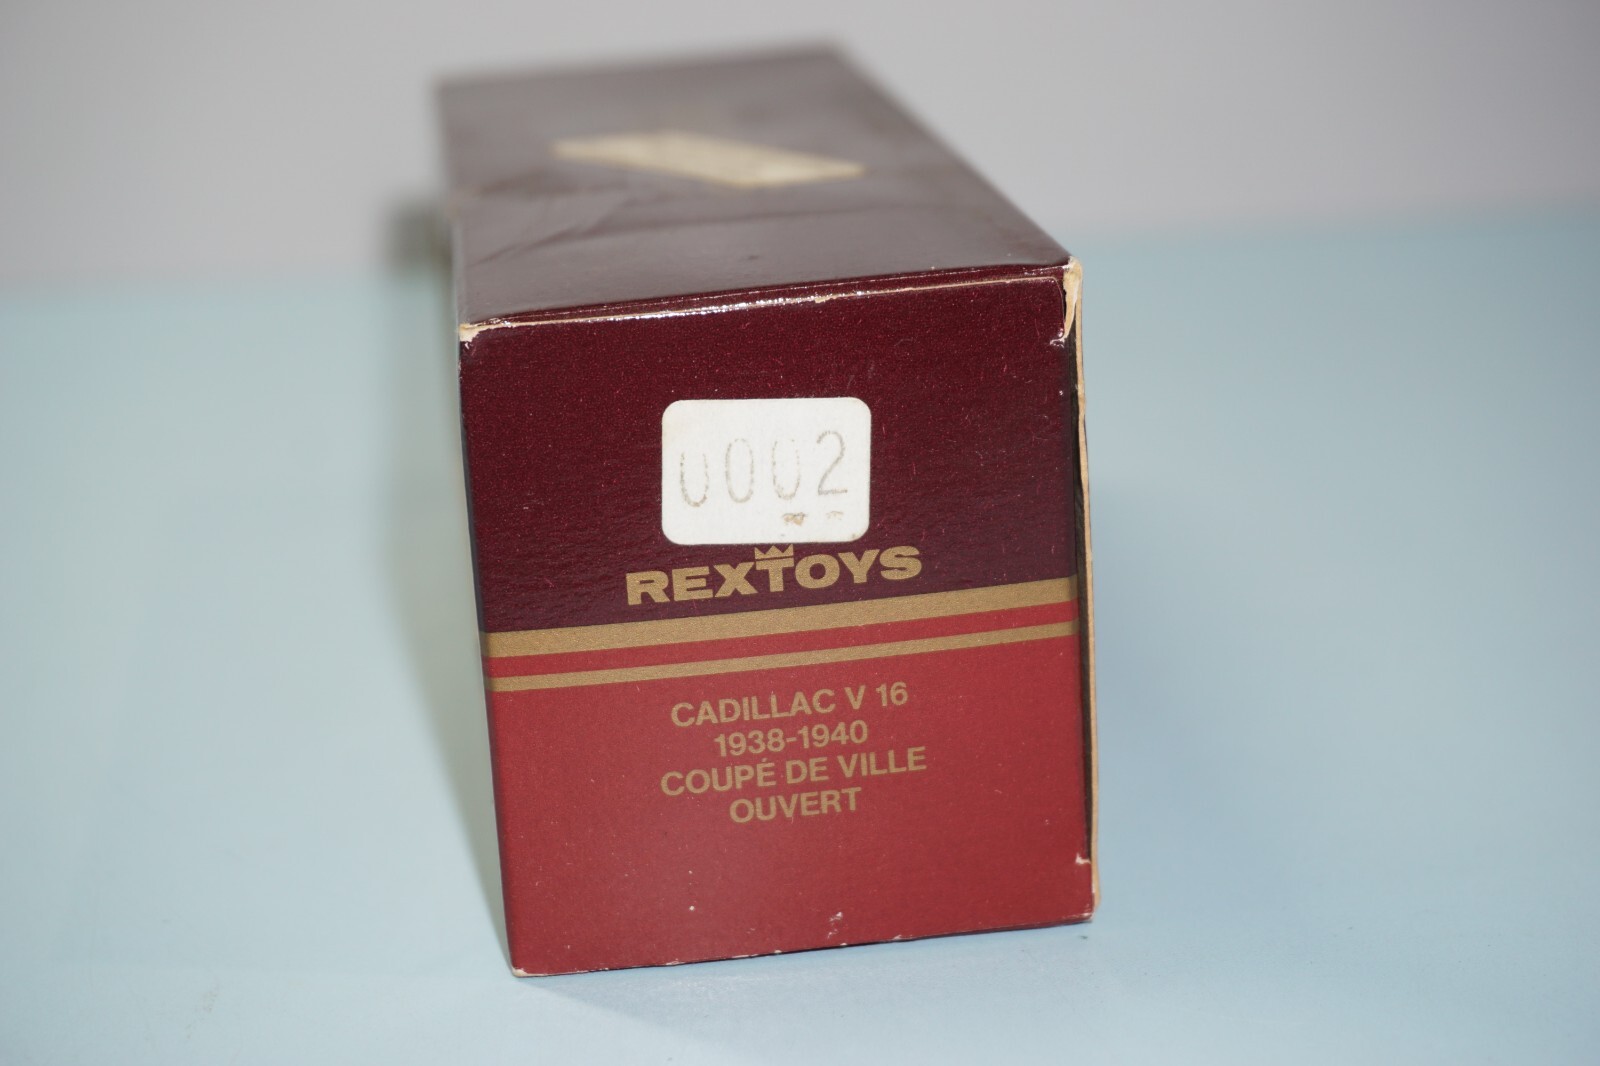 0002
REXTOYS
CADILLAC V 16
1938-1940
COUPÉ DE VILLE
OUVERT